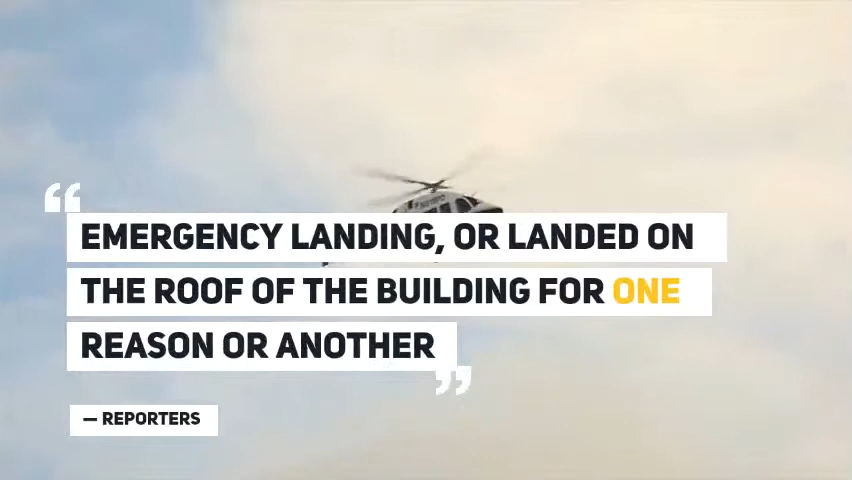 “
EMERGENCY LANDING, OR LANDED ON
THE ROOF OF THE BUILDING FOR ONE
REASON OR ANOTHER
”
— REPORTERS